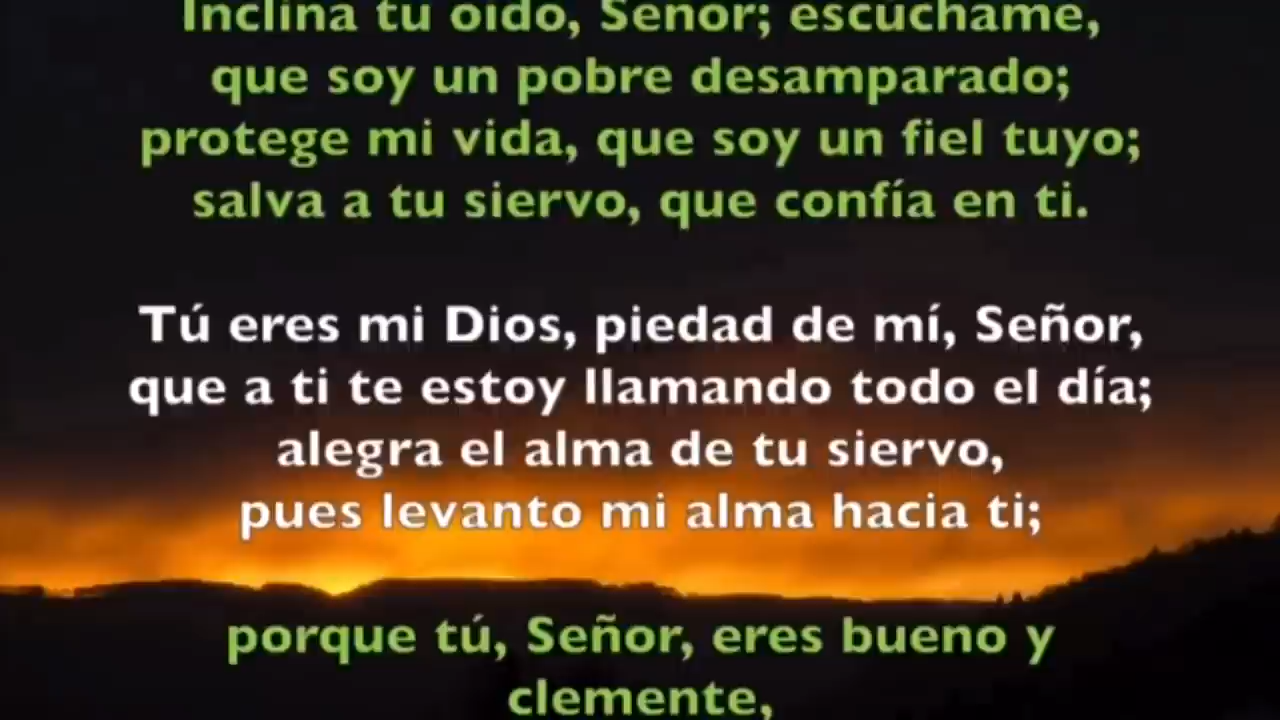 Inclina tu oído, Señor; escúchame,
que soy un pobre desamparado;
protege mi vida, que soy un fiel tuyo;
salva a tu siervo, que confía en ti.
Tú eres mi Dios, piedad de mí, Señor,
que a ti te estoy llamando todo el día;
alegra el alma de tu siervo,
pues levanto mi alma hacia ti;
porque tú, Señor, eres bueno y
clemente,